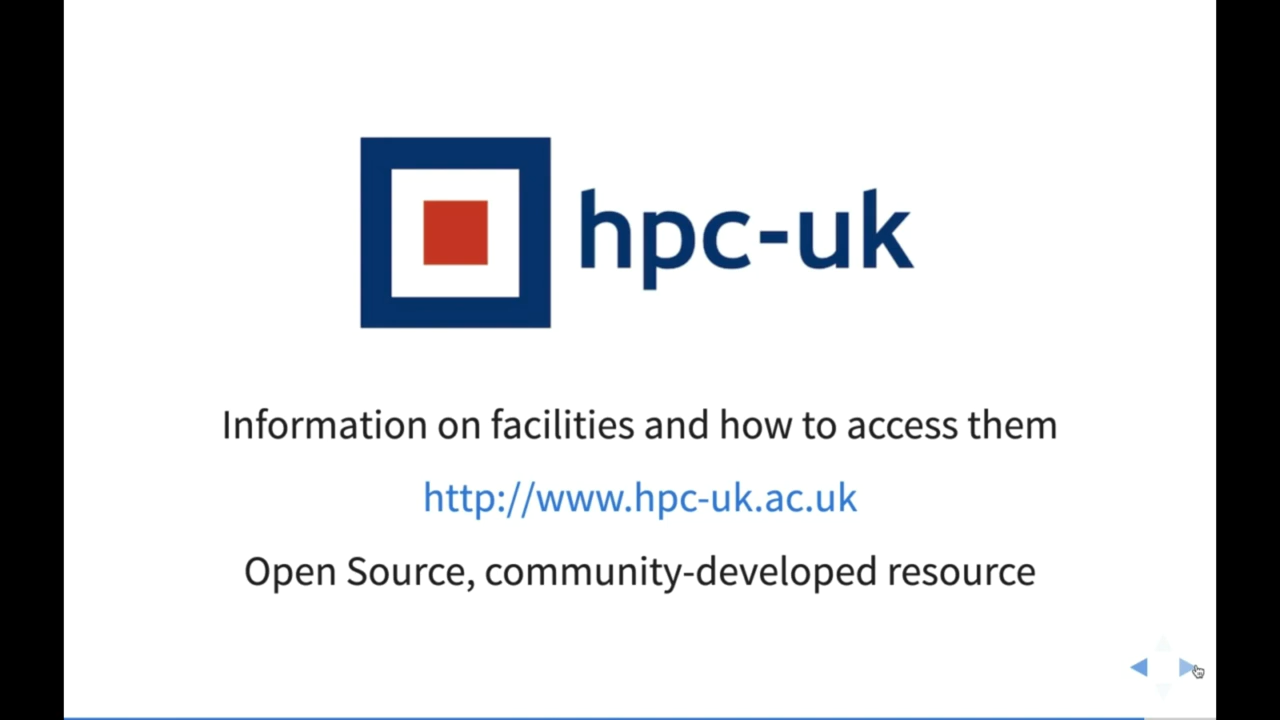 hpc-uk
Information on facilities and how to access them
http://www.hpc-uk.ac.uk
Open Source, community-developed resource